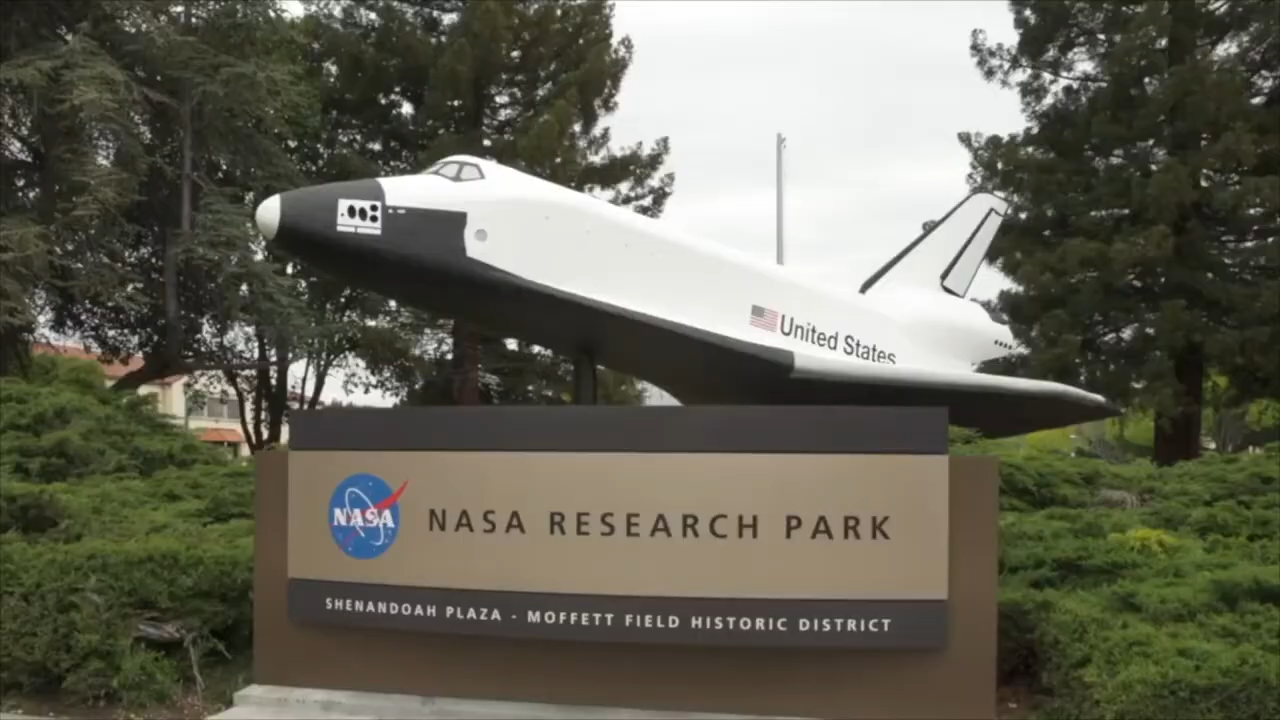 United States
NASA
NASA RESEARCH PARK
SHENANDOAH PLAZA - MOFFETT FIELD HISTORIC DISTRICT